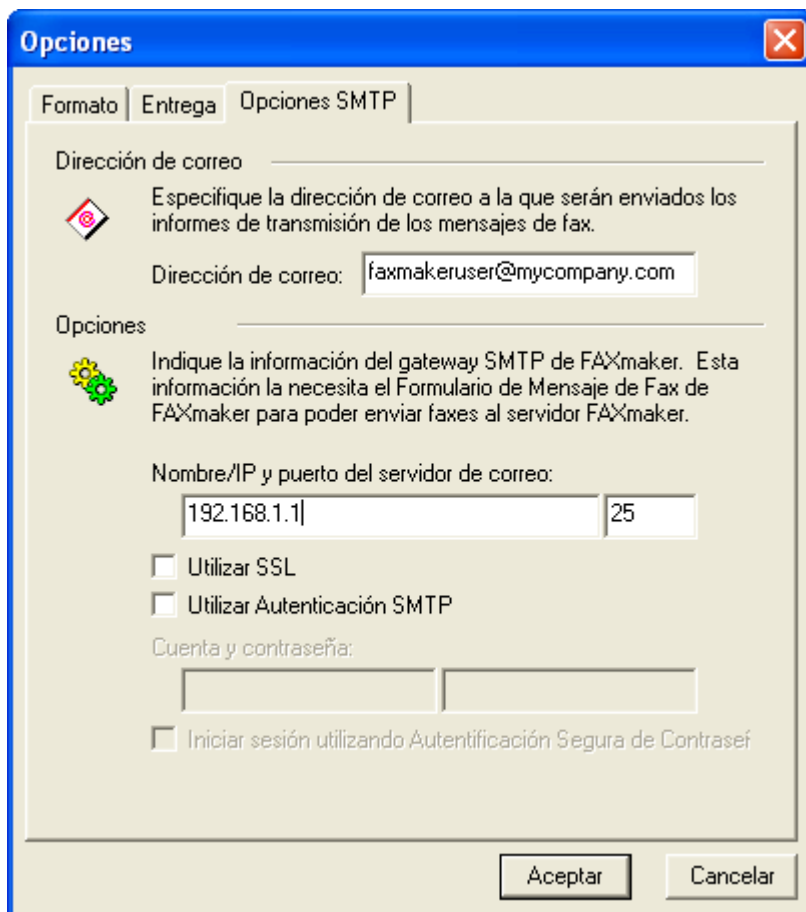 Opciones
Formato Entrega Opciones SMTP
Dirección de correo
Especifique la dirección de correo a la que serán enviados los
informes de transmisión de los mensajes de fax.
Dirección de correo: faxmakeruser@mycompany.com
Opciones
Indique la información del gateway SMTP de FAXmaker. Esta
información la necesita el Formulario de Mensaje de Fax de
FAXmaker para poder enviar faxes al servidor FAXmaker.
Nombre/IP y puerto del servidor de correo:
192.168.1.1 25
Utilizar SSL
Utilizar Autenticación SMTP
Cuenta y contraseña:
Iniciar sesión utilizando Autentificación Segura de Contraseñ
Aceptar Cancelar